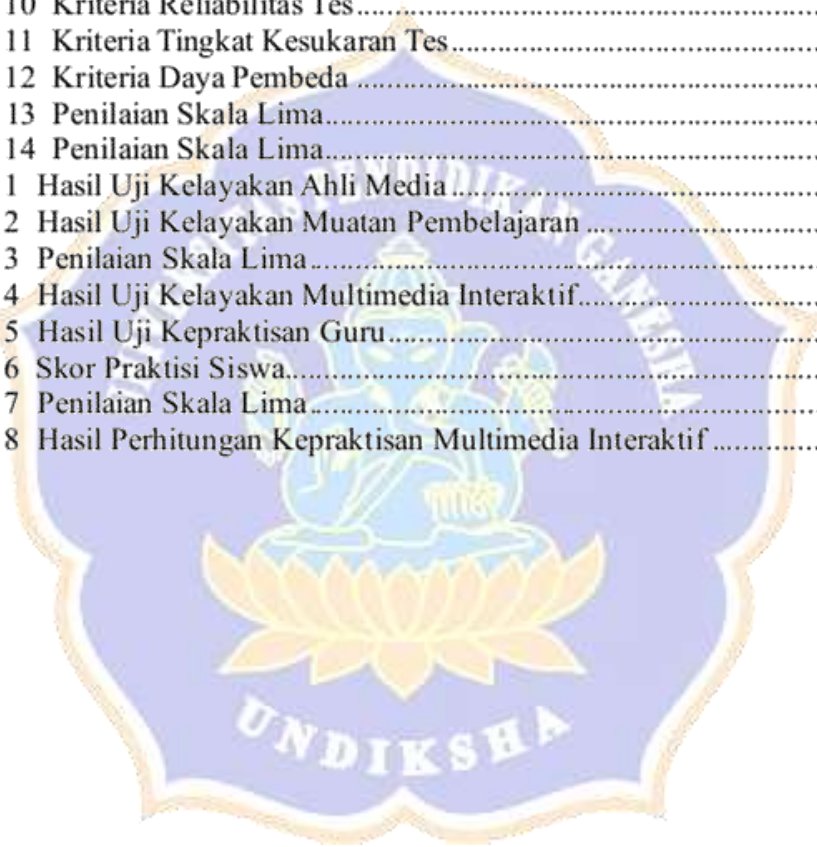 10 Kriteria Reliabilitas Tes
11 Kriteria Tingkat Kesukaran Tes
12 Kriteria Daya Pembeda
13 Penilaian Skala Lima
14 Penilaian Skala Lima
1 Hasil Uji Kelayakan Ahli Media
2 Hasil Uji Kelayakan Muatan Pembelajaran
3 Penilaian Skala Lima
4 Hasil Uji Kelayakan Multimedia Interaktif
5 Hasil Uji Kepraktisan Guru
6 Skor Praktisi Siswa
7 Penilaian Skala Lima
8 Hasil Perhitungan Kepraktisan Multimedia Interaktif
PENDIDIKAN GANESHA
UNDIKSHA